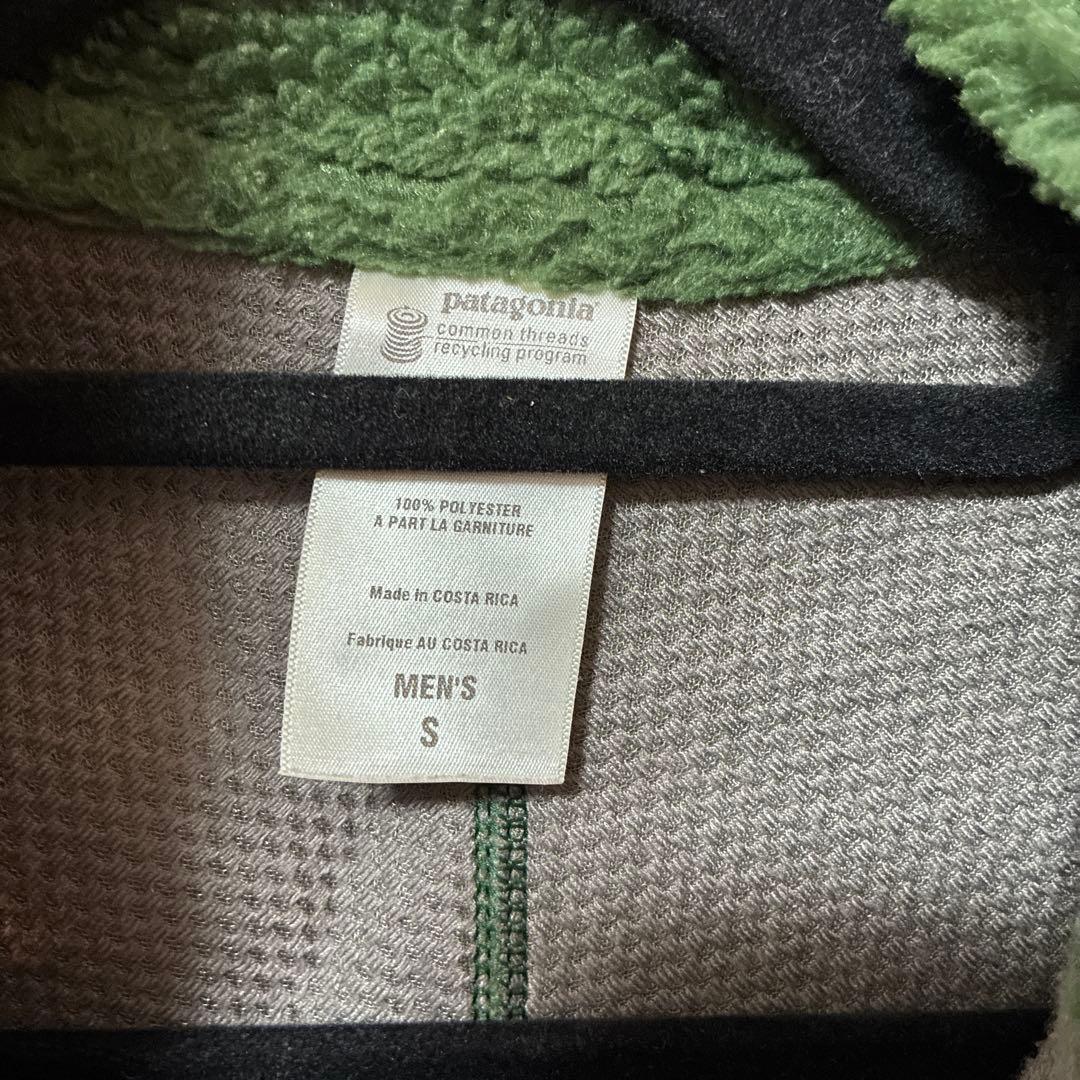 patagonia
common threads
recycling program
100% POLYESTER
A PART LA GARNITURE
Made in COSTA RICA
Fabrique AU COSTA RICA
MEN'S
S